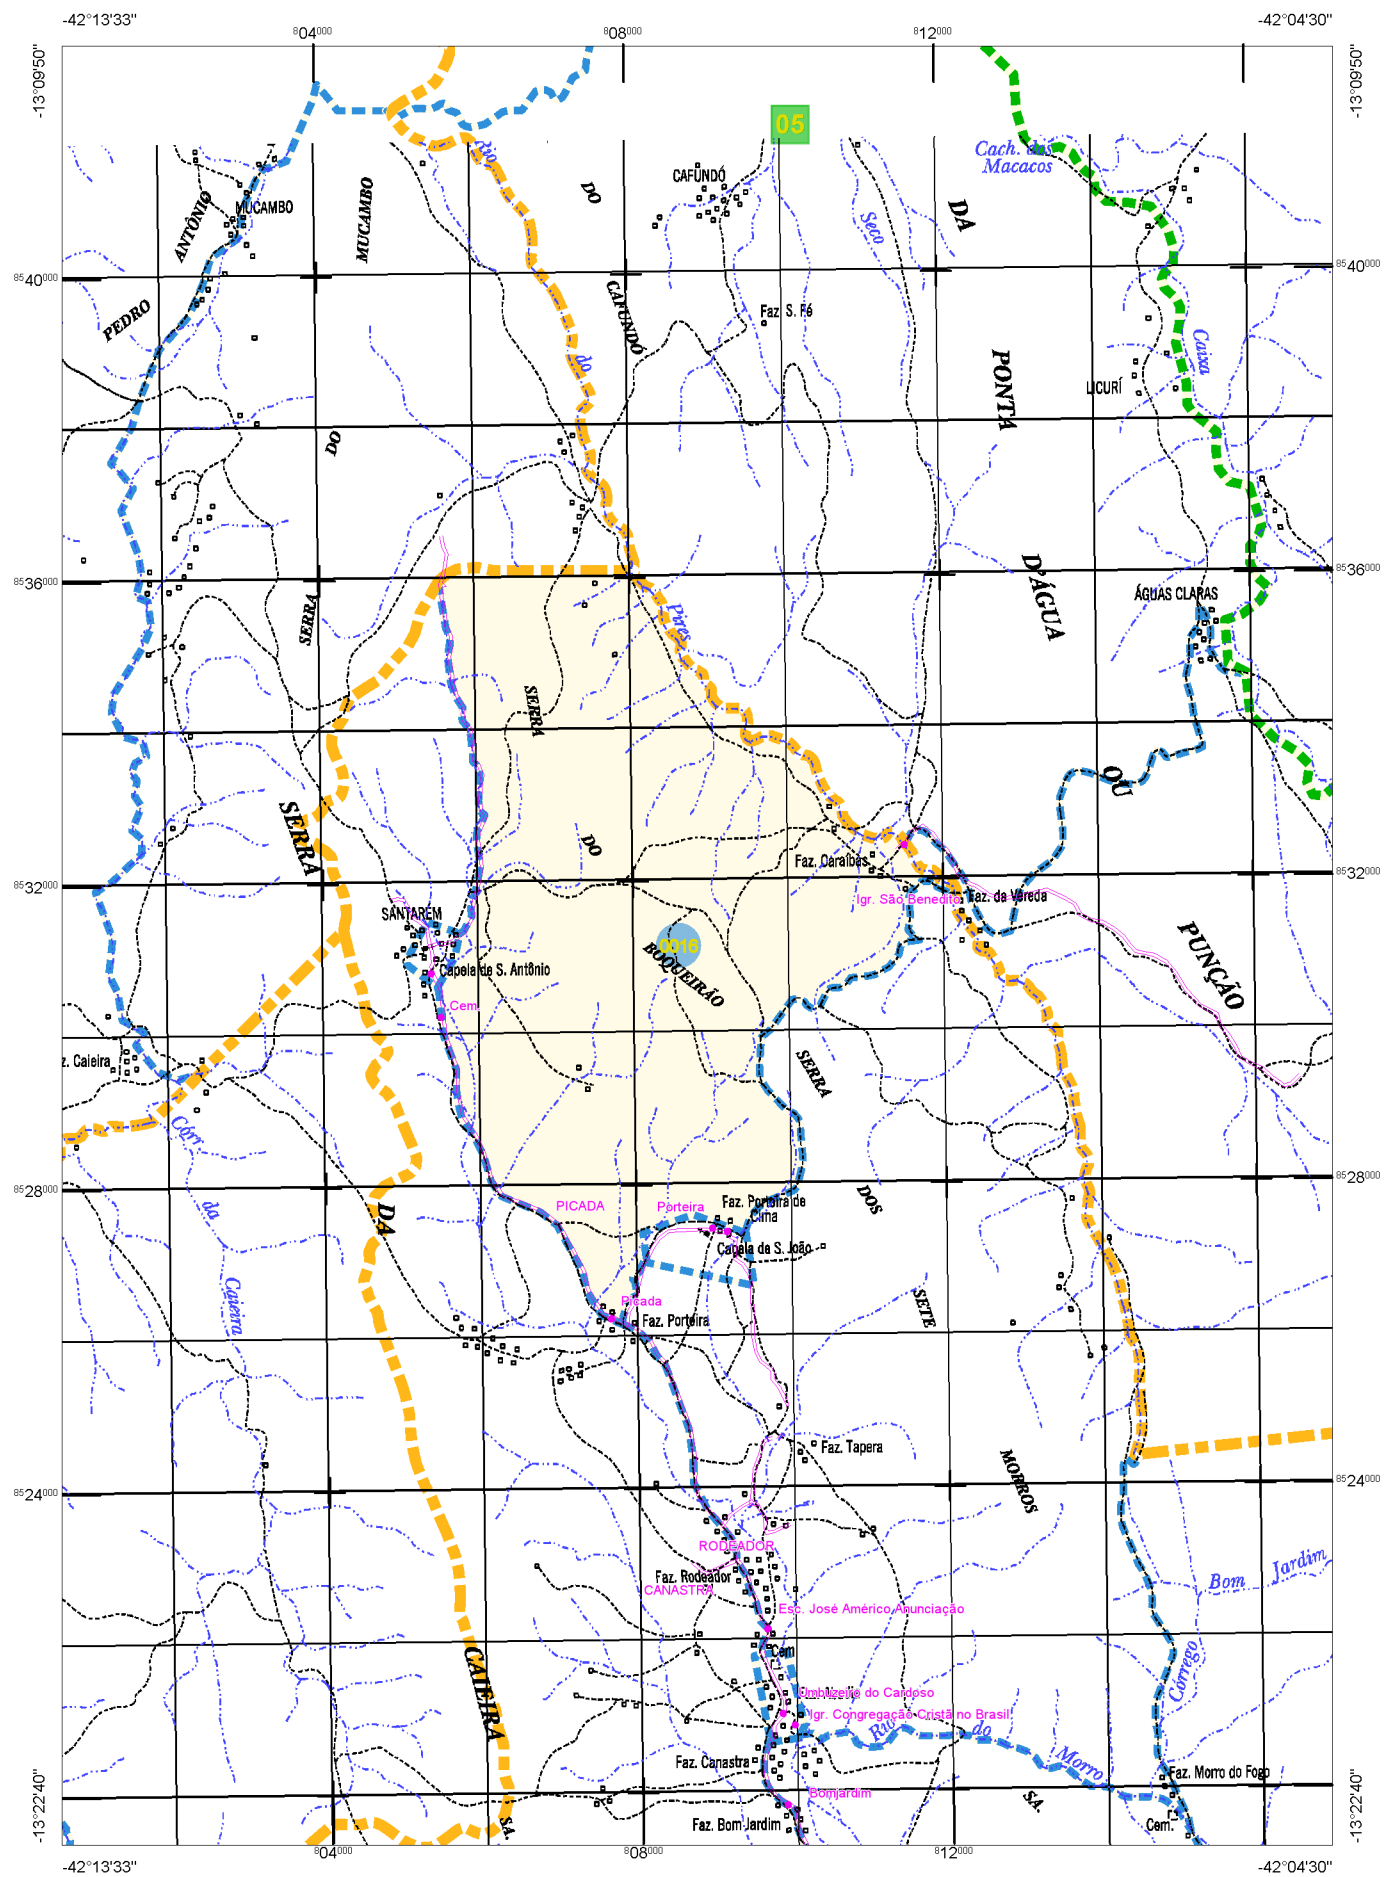 -42°13'33"
-42°04'30"
804000
808000
812000
-13°09'50"
-13°09'50"
05
Cach. dos
Macacos
Rio
DO
CAFUNDÓ
ANTÔNIO
MUCAMBO
MUCAMBO
Seco
DA
8540000
8540000
PEDRO
CAFUNDÓ
Faz. S. Fé
do
Caixa
PONTA
LICURÍ
DO
8536000
8536000
D'ÁGUA
ÁGUAS CLARAS
SERRA
Pires
SERRA
OU
SERRA
DO
Faz. Caraíbas
8532000
8532000
Igr. São Benedito
Faz. da Vereda
SANTARÉM
0016
BOQUEIRÃO
PUNÇÃO
Capela de S. Antônio
Cem
z. Caieira
SERRA
Córr.
da
8528000
8528000
DA
PICADA
Porteira
Faz. Porteira de
Cima
DOS
Capela de S. João
Caieira
Picada
Faz. Porteira
SETE
Faz. Tapera
MORROS
8524000
8524000
RODEADOR
Faz. Rodeador
CANASTRA
Bom
Jardim
Esc. José Américo Anunciação
Cem
CAIEIRA
Córrego
Umbuzeiro do Cardoso
Igr. Congregação Cristã no Brasil
Rio
do
Morro
Faz. Canastra
Faz. Morro do Fogo
Bomjardim
SA.
SA.
Faz. Bom Jardim
Cem.
-13°22'40"
-13°22'40"
04000
08000
812000
-42°13'33"
-42°04'30"